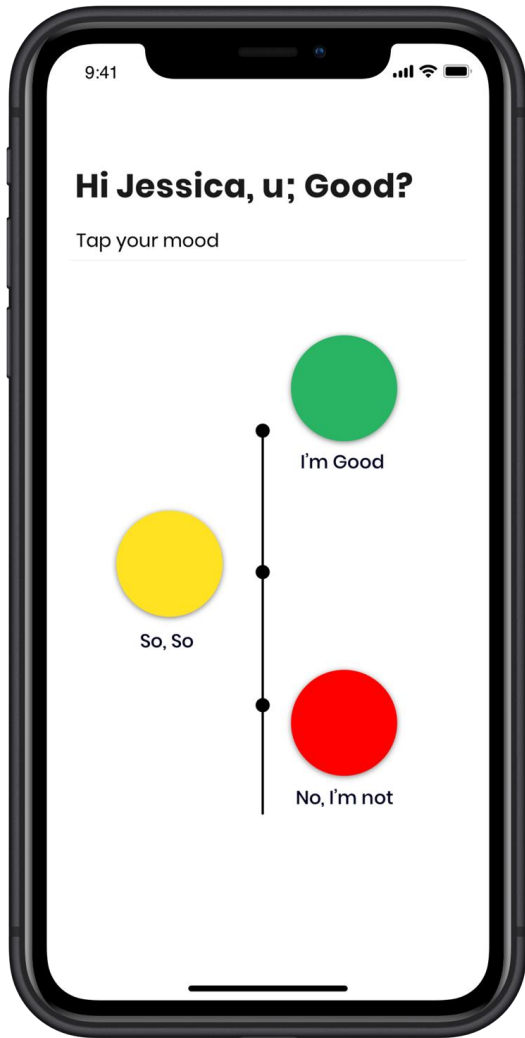 9:41
Hi Jessica, u; Good?
Tap your mood
I'm Good
So, So
No, I'm not